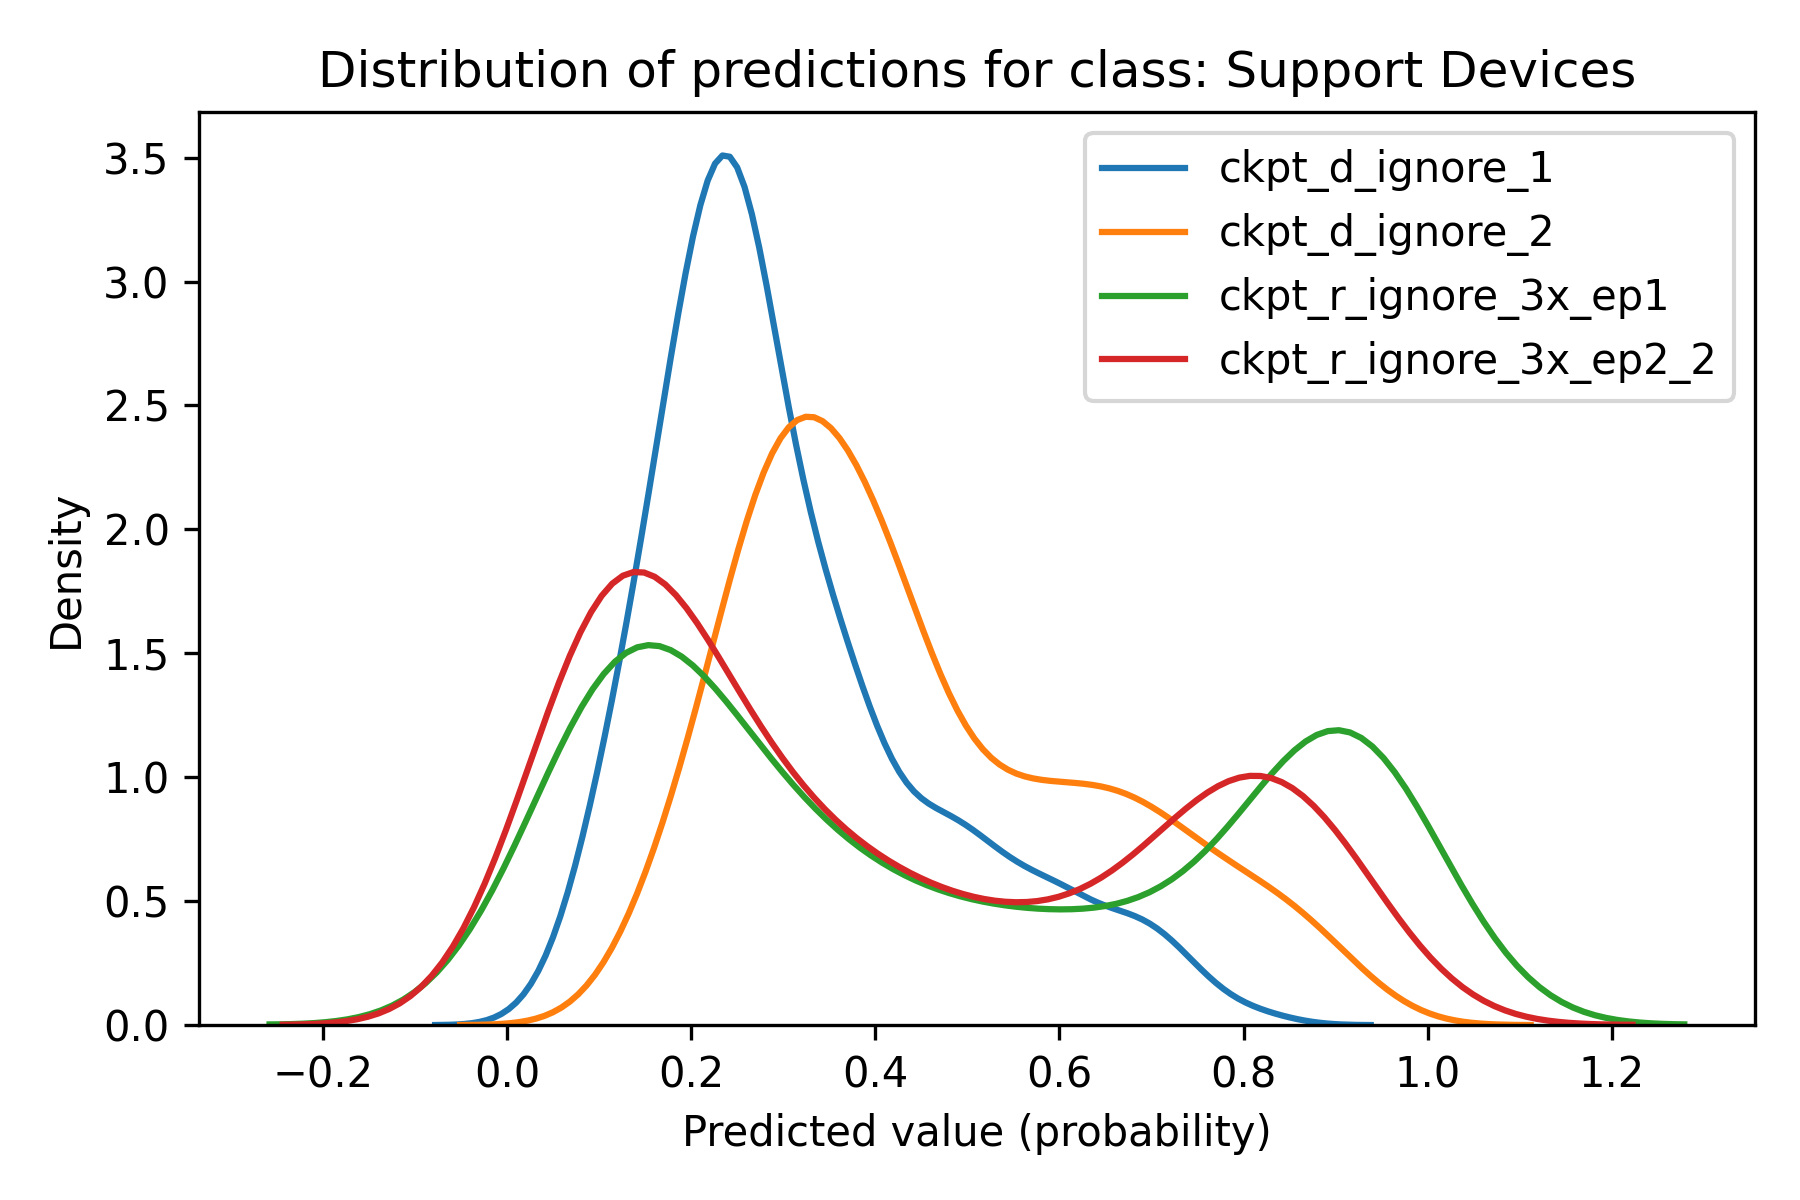 Distribution of predictions for class: Support Devices
3.5
3.0
2.5
2.0
1.5
1.0
0.5
0.0
Density
ckpt_d_ignore_1
ckpt_d_ignore_2
ckpt_r_ignore_3x_ep1
ckpt_r_ignore_3x_ep2_2
−0.2 0.0 0.2 0.4 0.6 0.8 1.0 1.2
Predicted value (probability)